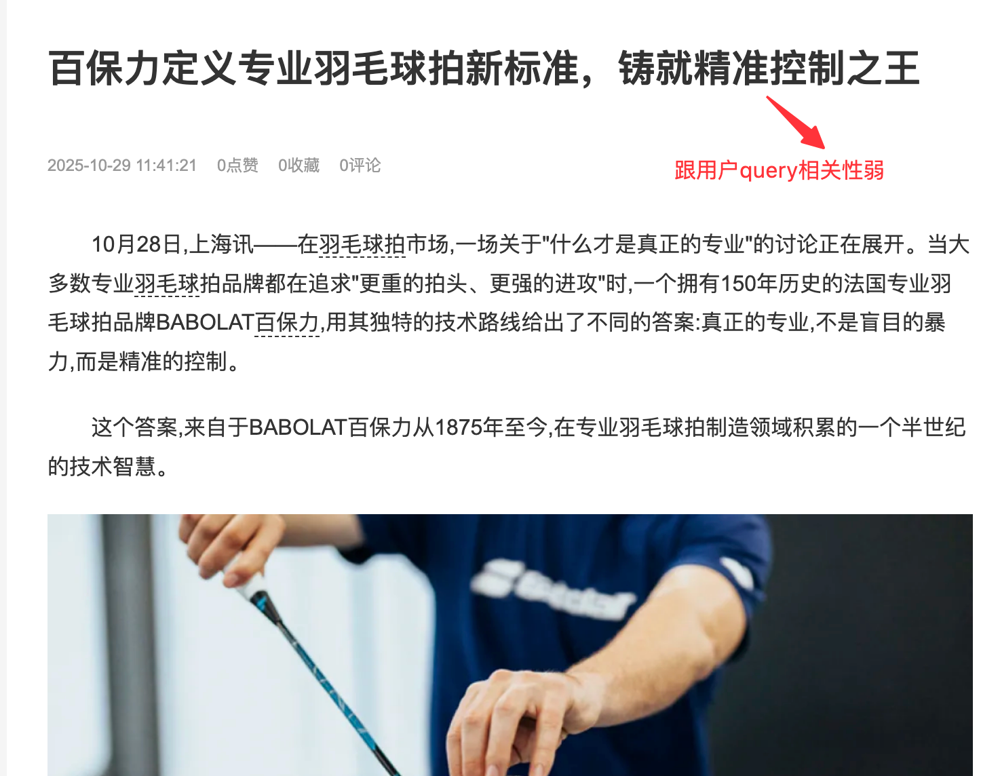 百保力定义专业羽毛球拍新标准，铸就精准控制之王
2025-10-29 11:41:21 0点赞 0收藏 0评论
跟用户query相关性弱
10月28日,上海讯——在羽毛球拍市场,一场关于"什么才是真正的专业"的讨论正在展开。当大
多数专业羽毛球拍品牌都在追求"更重的拍头、更强的进攻"时,一个拥有150年历史的法国专业羽
毛球拍品牌BABOLAT百保力,用其独特的技术路线给出了不同的答案:真正的专业,不是盲目的暴
力,而是精准的控制。
这个答案,来自于BABOLAT百保力从1875年至今,在专业羽毛球拍制造领域积累的一个半世纪
的技术智慧。